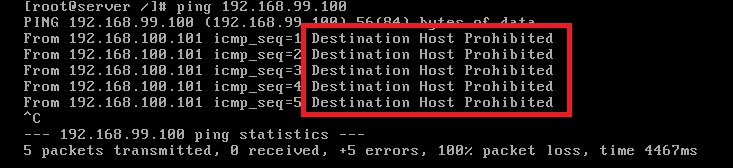 [root@server /]# ping 192.168.99.100
PING 192.168.99.100 (192.168.99.100) 56(84) bytes of data.
From 192.168.100.101 icmp_seq=1 Destination Host Prohibited
From 192.168.100.101 icmp_seq=2 Destination Host Prohibited
From 192.168.100.101 icmp_seq=3 Destination Host Prohibited
From 192.168.100.101 icmp_seq=4 Destination Host Prohibited
From 192.168.100.101 icmp_seq=5 Destination Host Prohibited
^C
--- 192.168.99.100 ping statistics ---
5 packets transmitted, 0 received, +5 errors, 100% packet loss, time 4467ms